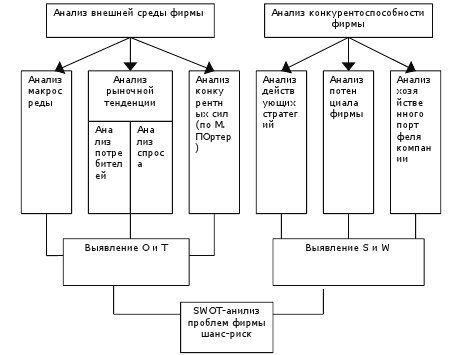 Анализ внешней среды фирмы
Анализ конкурентоспособности
фирмы
Анализ
макрос
реды
Анализ
рыночной
тенденции
Ана
лиз
потре
бител
ей
Ана
лиз
спрос
а
Анализ
конку
рентн
ых сил
(по М.
ПОртер
)
Анализ
действ
ующих
стратег
ий
Анализ
потен
циала
фирмы
Анализ
хозя
йстве
нного
порт
феля
компан
ии
Выявление О и Т
Выявление S и W
SWOT-анилиз
проблем фирмы
шанс-риск